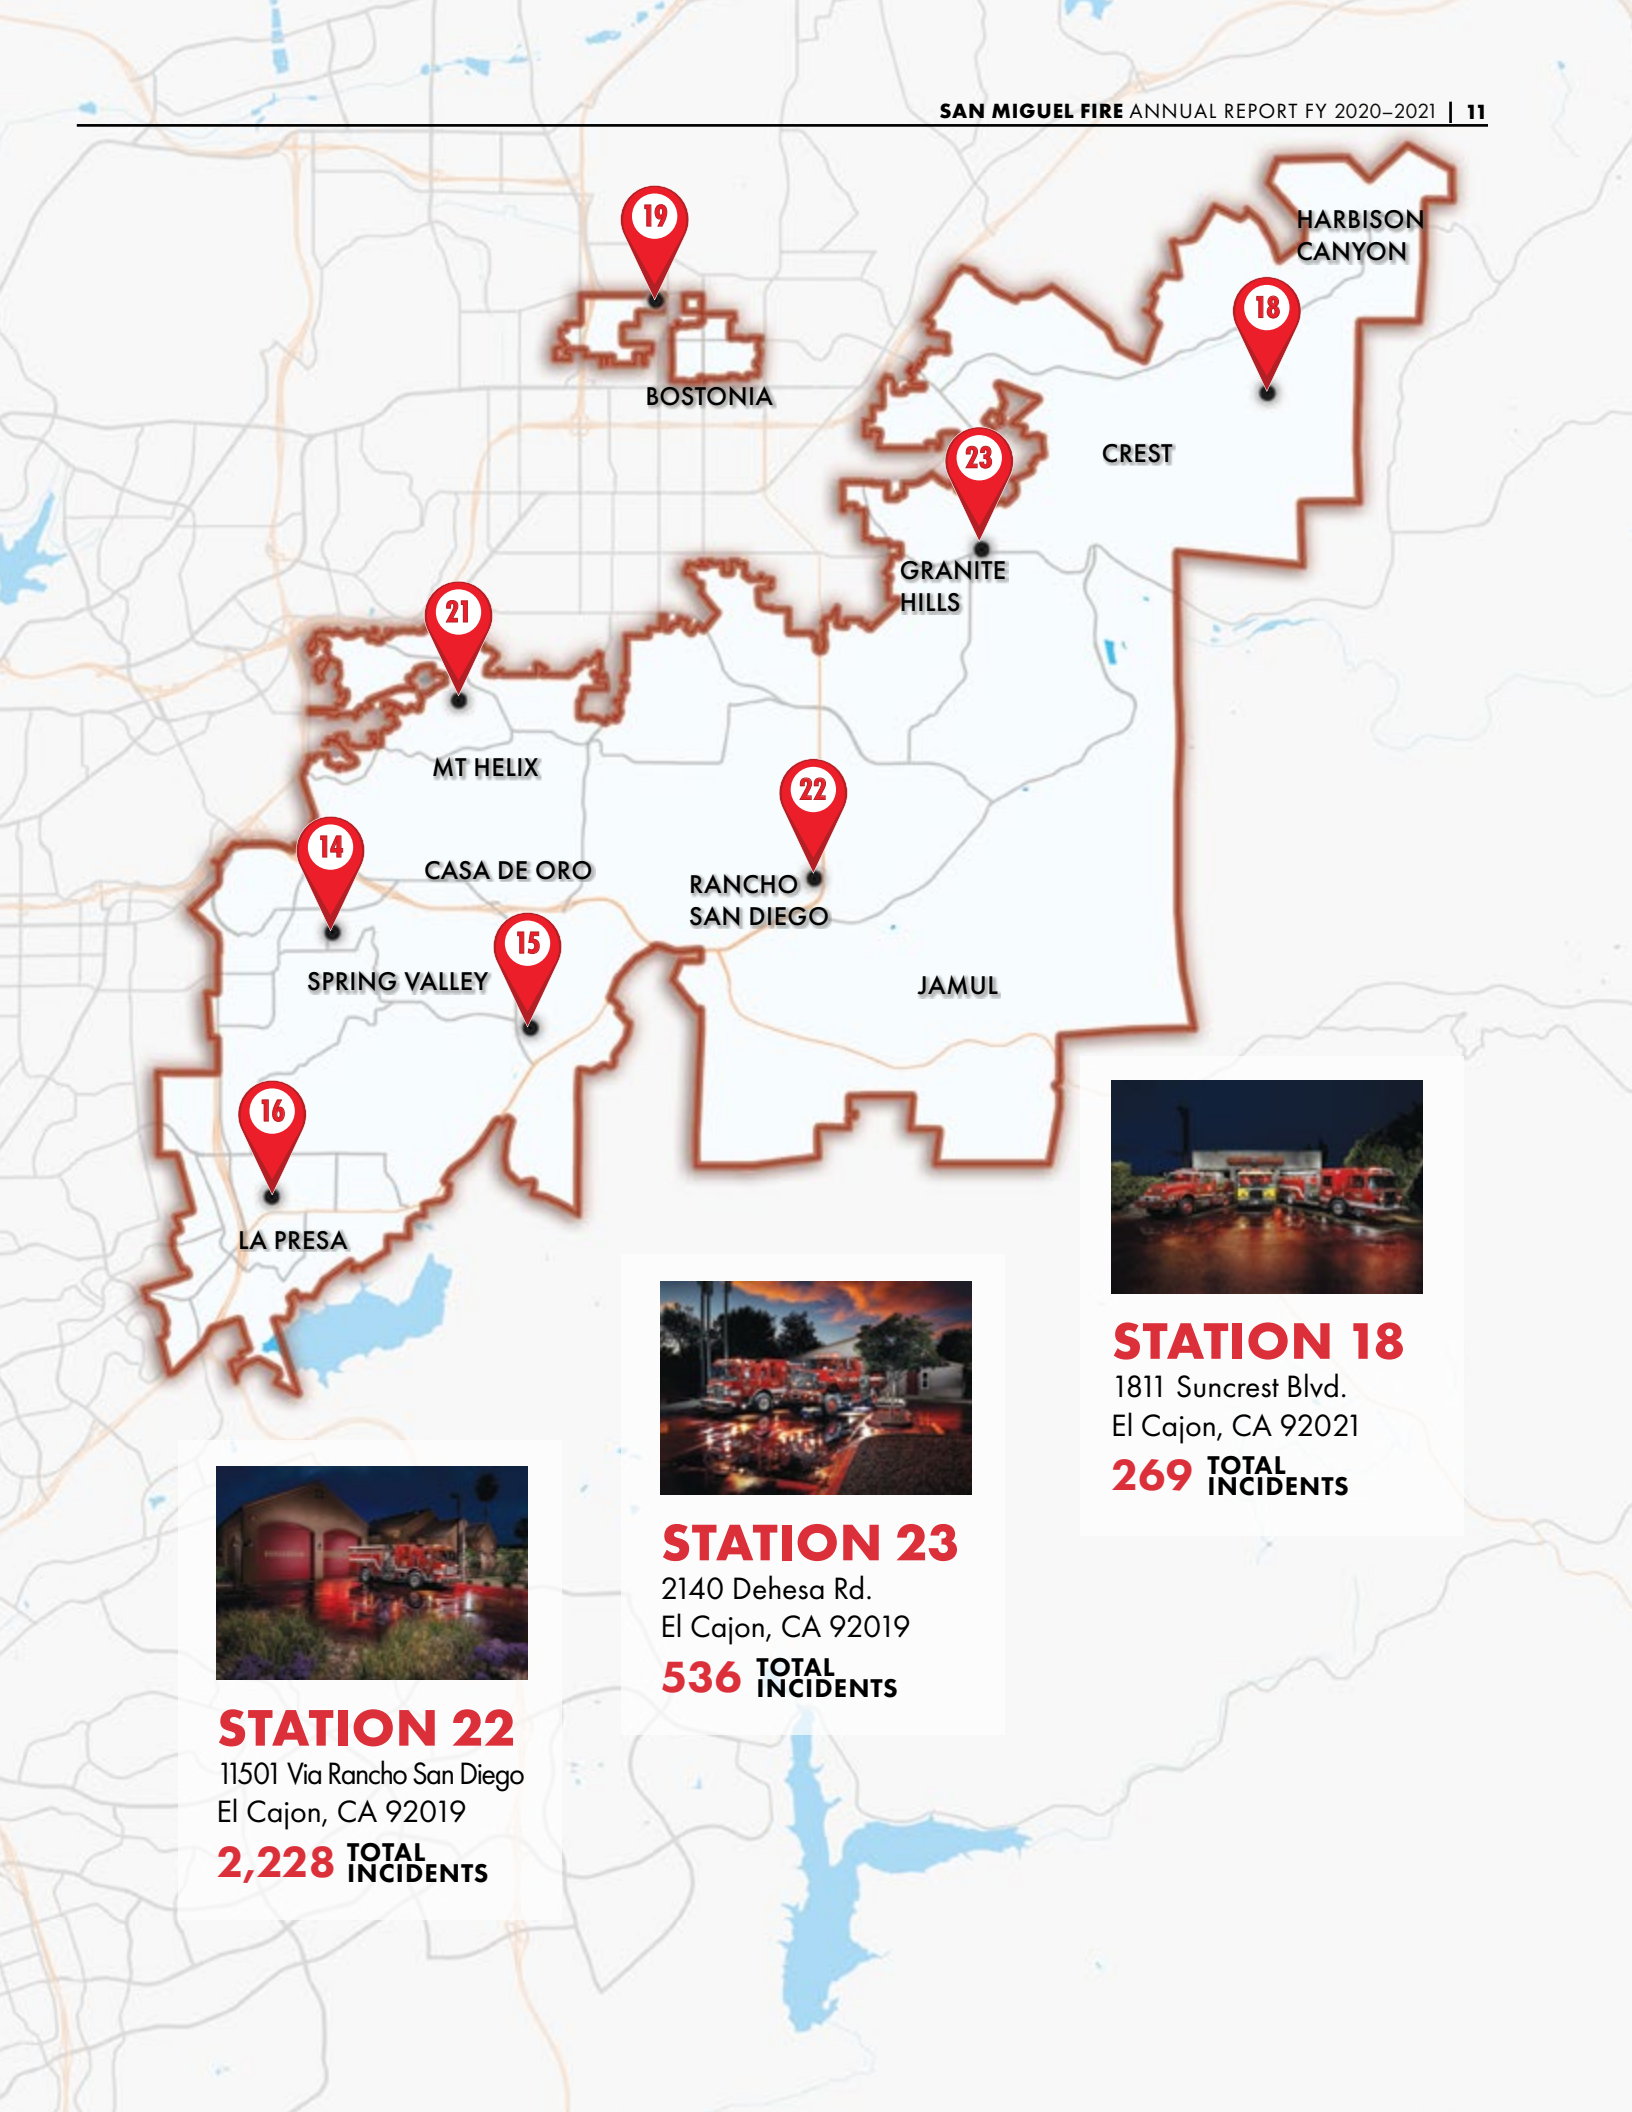 SAN MIGUEL FIRE ANNUAL REPORT FY 2020–2021 | 11
19
HARBISON
CANYON
18
BOSTONIA
23
CREST
GRANITE
HILLS
21
MT HELIX
22
14
CASA DE ORO
RANCHO
SAN DIEGO
15
SPRING VALLEY
JAMUL
16
LA PRESA
STATION 18
1811 Suncrest Blvd.
El Cajon, CA 92021
269 TOTAL
INCIDENTS
STATION 23
2140 Dehesa Rd.
El Cajon, CA 92019
536 TOTAL
INCIDENTS
STATION 22
11501 Via Rancho San Diego
El Cajon, CA 92019
2,228 TOTAL
INCIDENTS